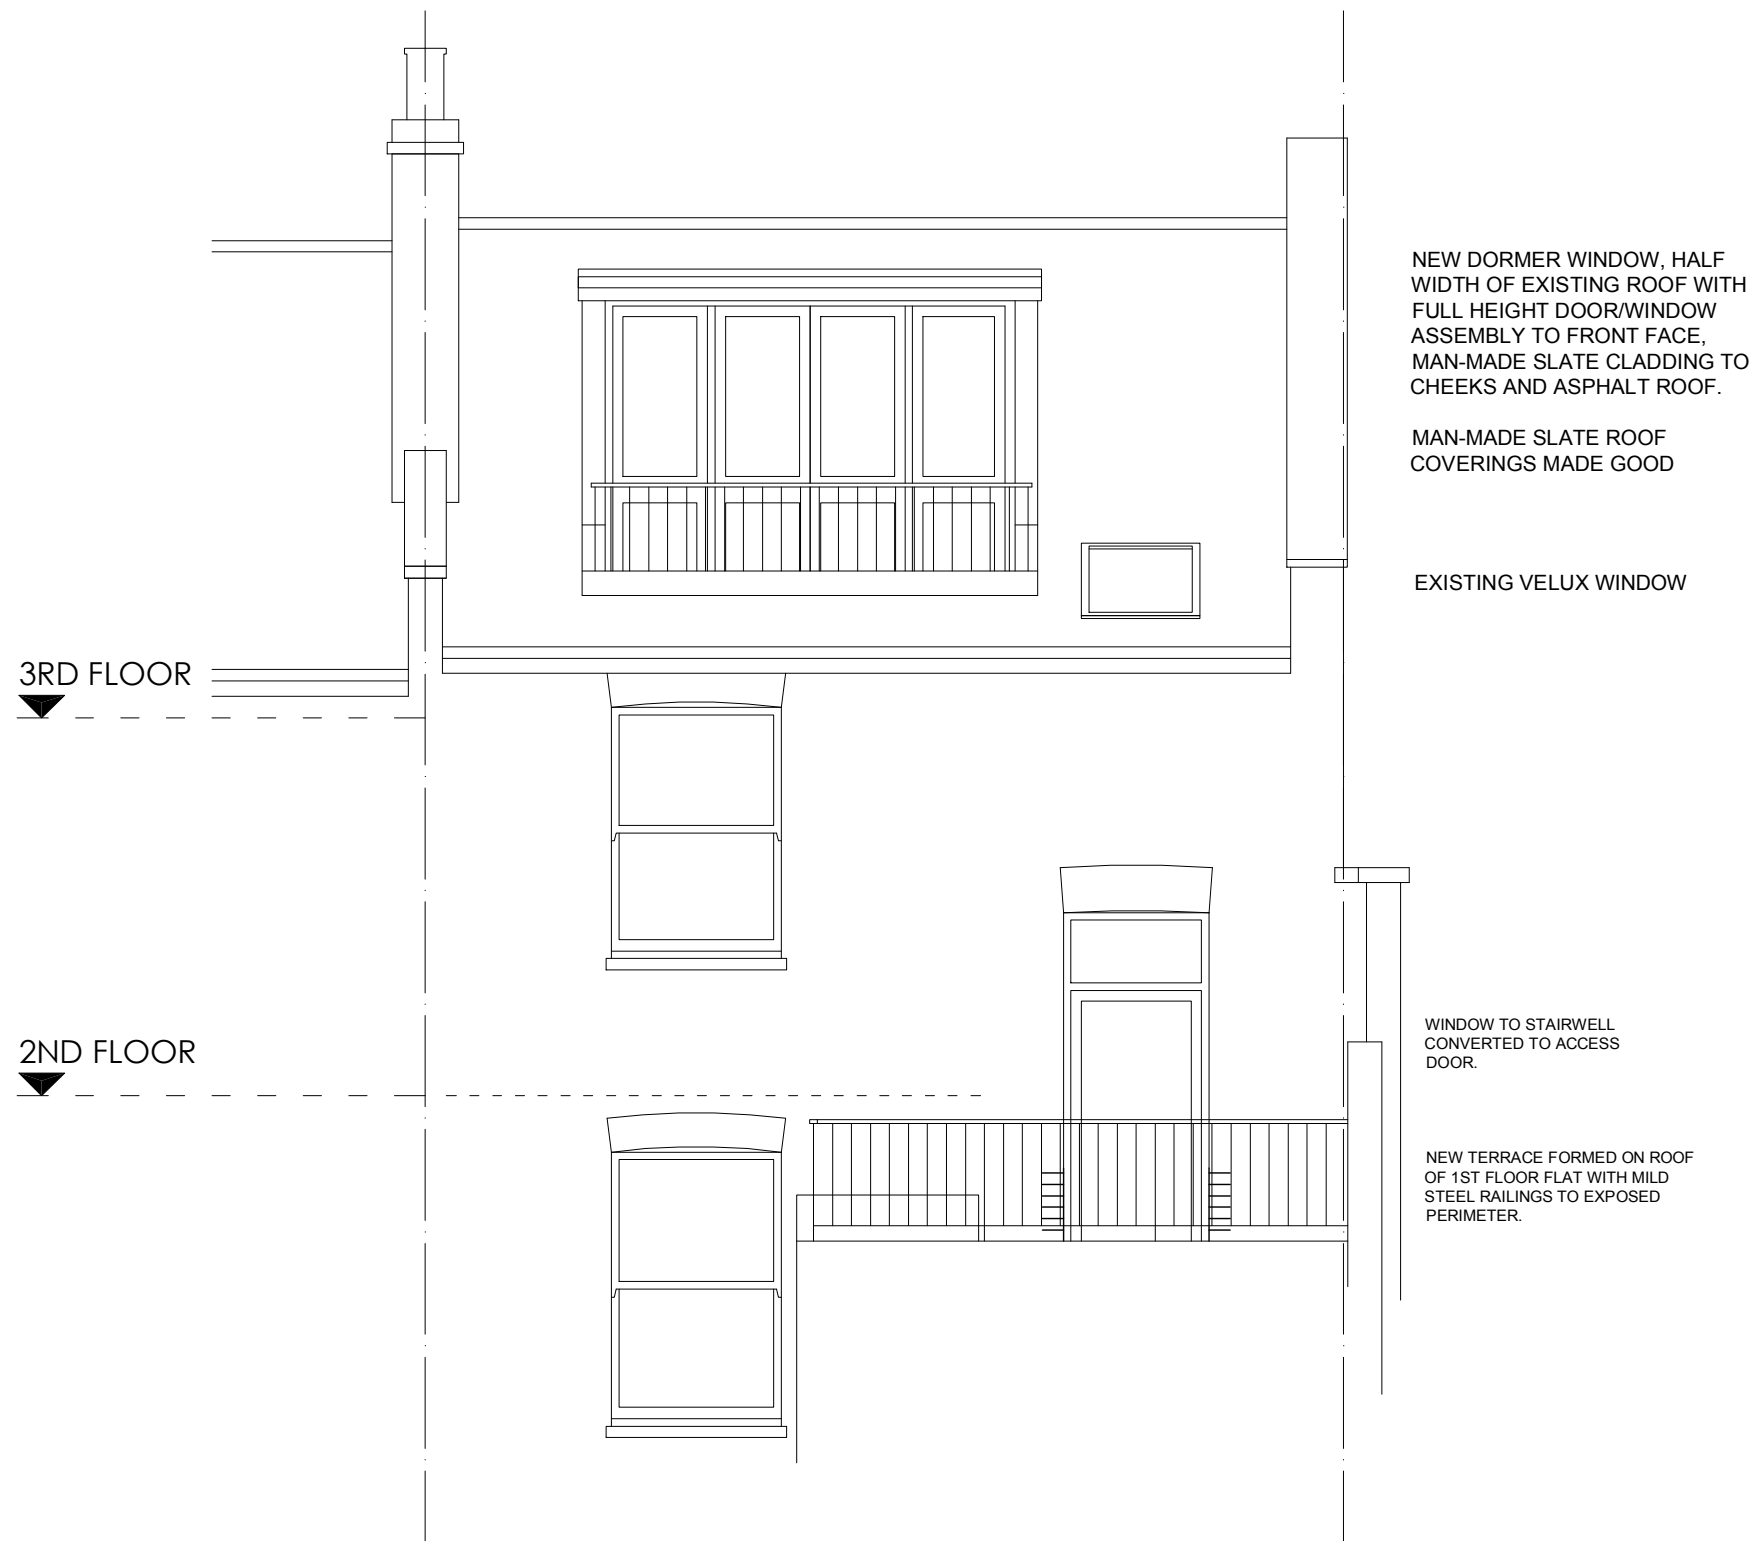 NEW DORMER WINDOW, HALF
WIDTH OF EXISTING ROOF WITH
FULL HEIGHT DOOR/WINDOW
ASSEMBLY TO FRONT FACE,
MAN-MADE SLATE CLADDING TO
CHEEKS AND ASPHALT ROOF.
MAN-MADE SLATE ROOF
COVERINGS MADE GOOD
EXISTING VELUX WINDOW
3RD FLOOR
2ND FLOOR
WINDOW TO STAIRWELL
CONVERTED TO ACCESS
DOOR.
NEW TERRACE FORMED ON ROOF
OF 1ST FLOOR FLAT WITH MILD
STEEL RAILINGS TO EXPOSED
PERIMETER.